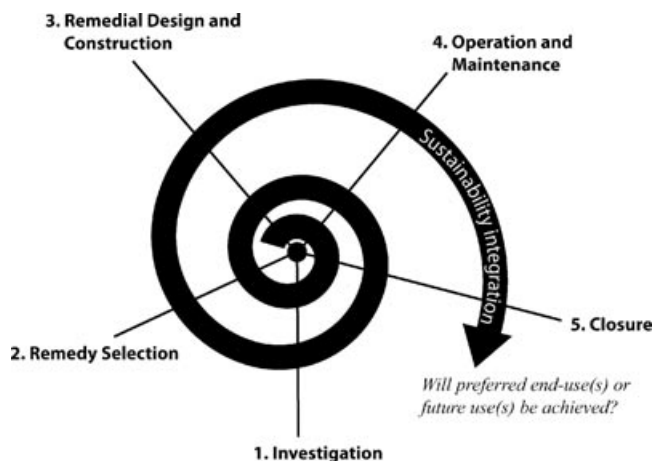 3. Remedial Design and
Construction
4. Operation and
Maintenance
Sustainability integration
5. Closure
2. Remedy Selection
Will preferred end-use(s) or
future use(s) be achieved?
1. Investigation